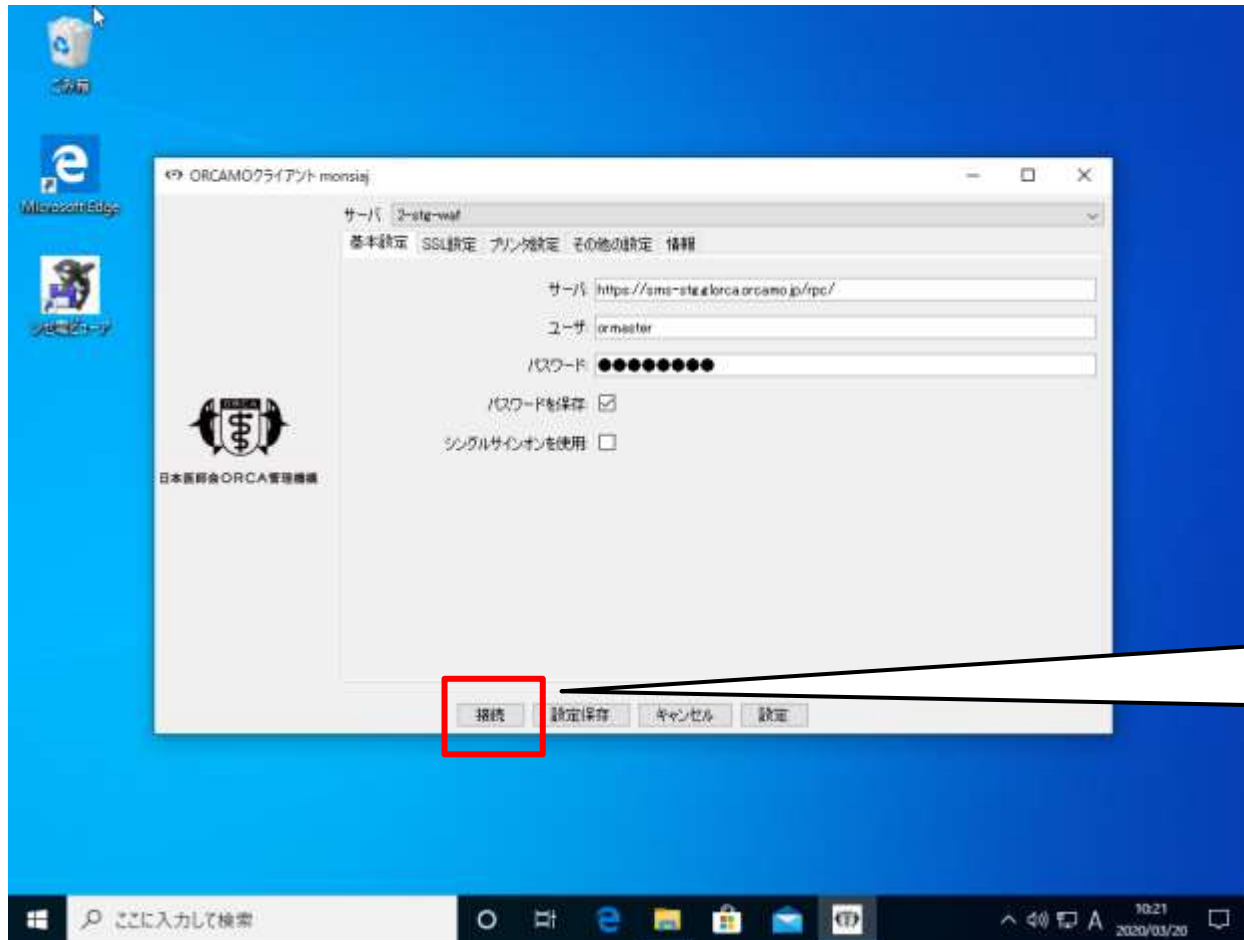 ごみ箱
Microsoft Edge
ORCAMOクライアント monsiaj
サーバ 2-stg-waf
基本設定 SSL設定 プリンタ設定 その他の設定 情報
サーバ: https://sms-stg.glorca.orcamo.jp/rpc/
ユーザ: ormaster
パスワード: ●●●●●●●●
パスワードを保存:
シングルサインオンを使用:
ORCA
日本医師会ORCA管理機構
接続 設定保存 キャンセル 設定
ここに入力して検索
A
10:21
2020/03/20